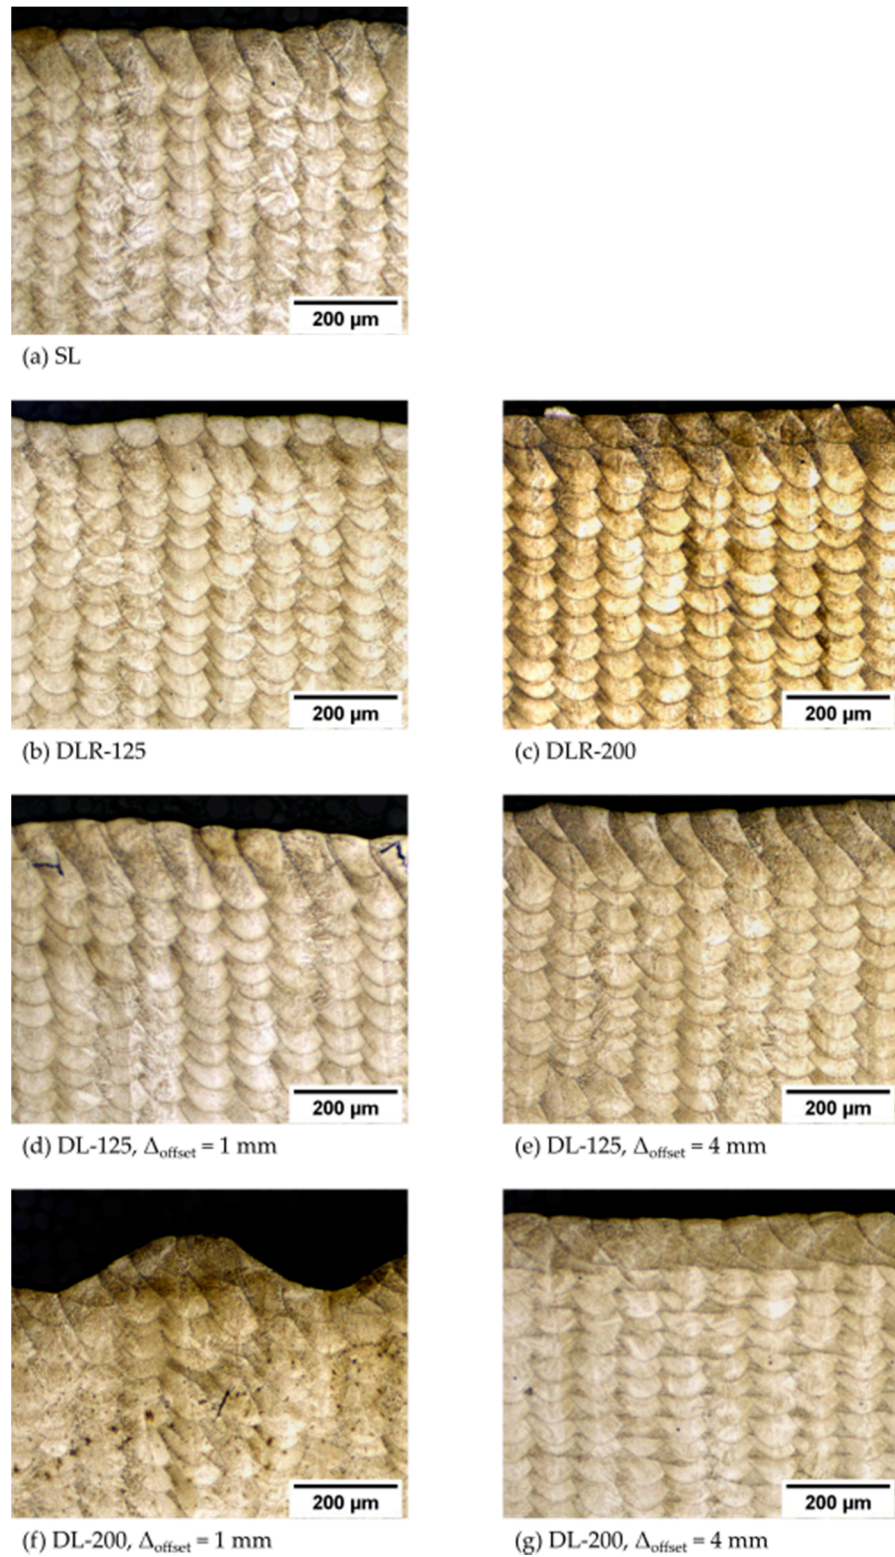 200 µm
(a) SL
200 µm
200 µm
(b) DLR-125
(c) DLR-200
200 µm
200 µm
(d) DL-125, Δoffset = 1 mm
(e) DL-125, Δoffset = 4 mm
200 µm
200 µm
(f) DL-200, Δoffset = 1 mm
(g) DL-200, Δoffset = 4 mm